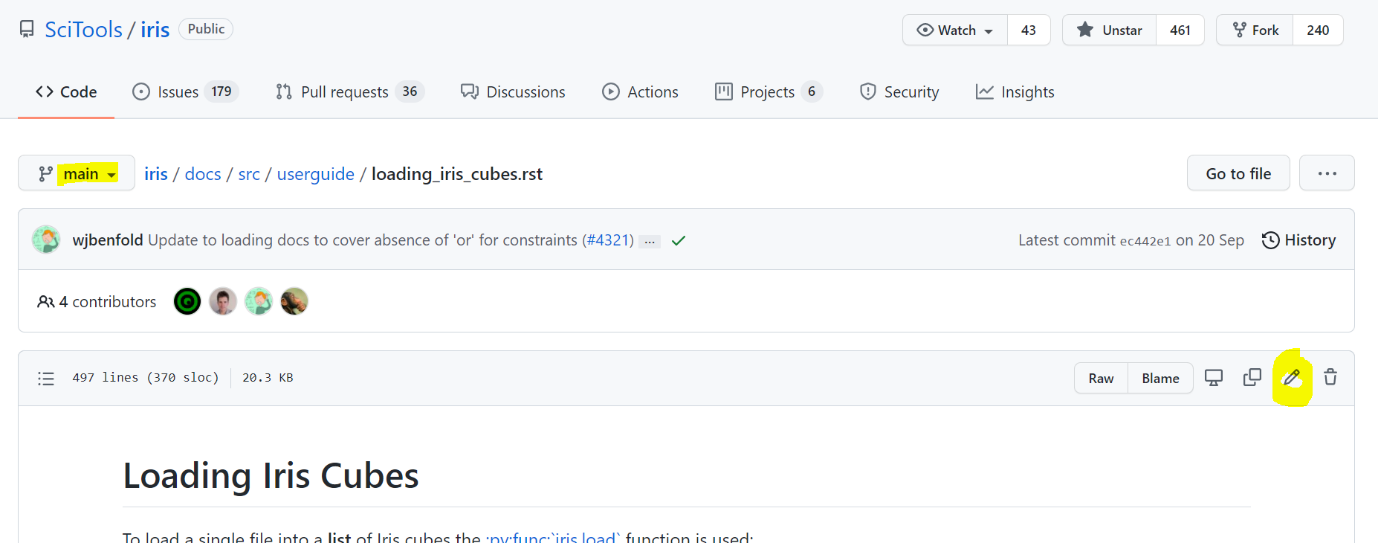 SciTools / iris Public Watch 43 Unstar 461 Fork 240
Code Issues 179 Pull requests 36 Discussions Actions Projects 6 Security Insights
main iris / docs / src / userguide / loading_iris_cubes.rst Go to file ...
wjbenfold Update to loading docs to cover absence of 'or' for constraints (#4321) ... Latest commit ec442e1 on 20 Sep History
4 contributors
497 lines (370 sloc) 20.3 KB Raw Blame
Loading Iris Cubes
To load a single file into a list of Iris cubes the :py:func:`iris.load` function is used: